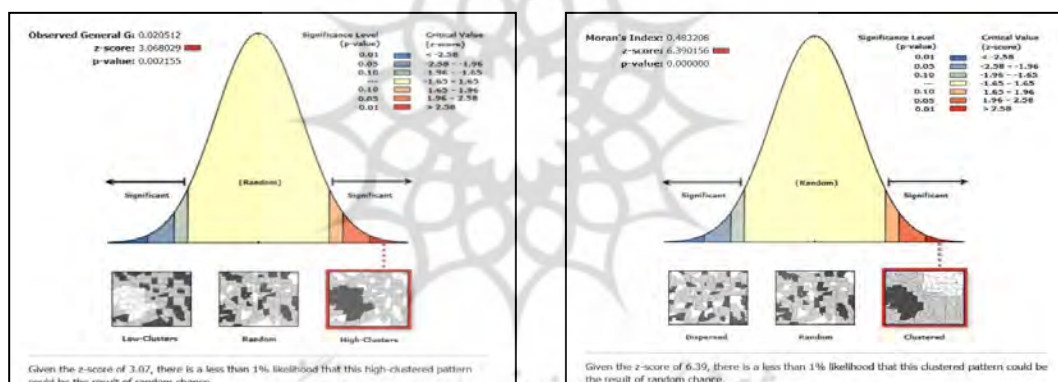 Observed General G: 0.020512
z-score: 3.068029
p-value: 0.002155
Significance Level
(p-value)
Critical Value
(z-score)
0.01 < -2.58
0.05 -2.58 - -1.96
0.10 -1.96 - -1.65
--- -1.65 - 1.65
0.10 1.65 - 1.96
0.05 1.96 - 2.58
0.01 > 2.58
Significant
(Random)
Significant
Low-Clusters
Random
High-Clusters
Given the z-score of 3.07, there is a less than 1% likelihood that this high-clustered pattern
could be the result of random chance
Moran's Index: 0.483206
z-score: 6.390156
p-value: 0.000000
Significance Level
(p-value)
Critical Value
(z-score)
0.01 < -2.58
0.05 -2.58 - -1.96
0.10 -1.96 - -1.65
--- -1.65 - 1.65
0.10 1.65 - 1.96
0.05 1.96 - 2.58
0.01 > 2.58
Significant
(Random)
Significant
Dispersed
Random
Clustered
Given the z-score of 6.39, there is a less than 1% likelihood that this clustered pattern could be
the result of random chance